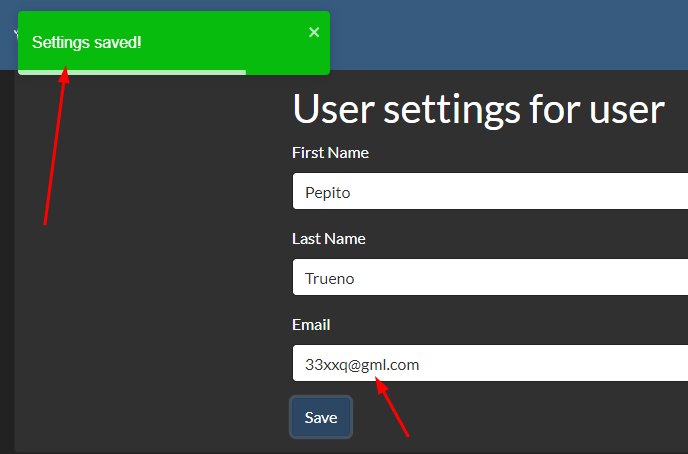 Settings saved!
×
User settings for user
First Name
Pepito
Last Name
Trueno
Email
33xxq@gml.com
Save